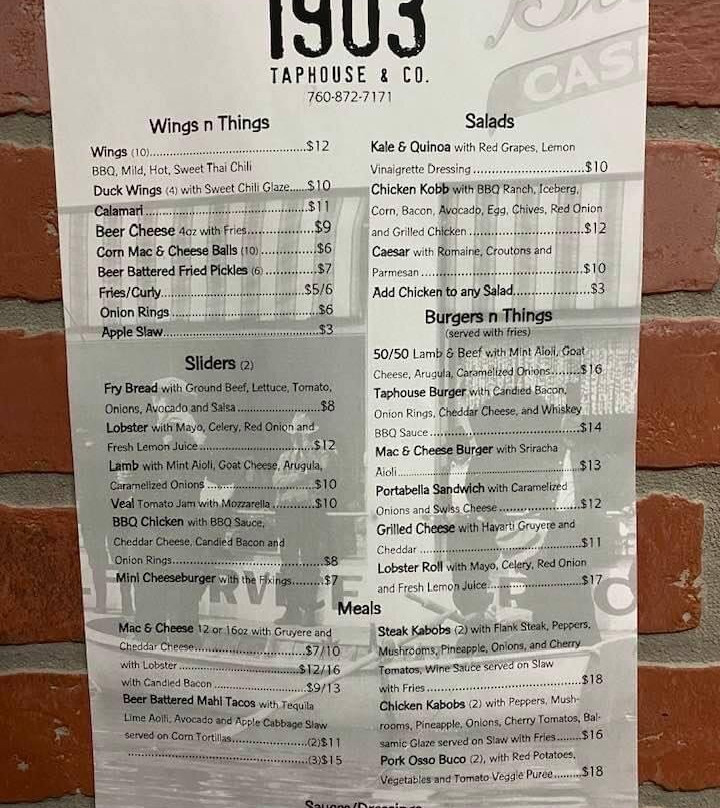 1903
TAPHOUSE & CO.
760-872-7171
CAS
Wings n Things
Wings (10)..........$12
BBQ, Mild, Hot, Sweet Thai Chili
Duck Wings (4) with Sweet Chili Glaze.....$10
Calamari..........$11
Beer Cheese 4oz with Fries..........$9
Corn Mac & Cheese Balls (10)..........$6
Beer Battered Fried Pickles (6)..........$7
Fries/Curly..........$5/6
Onion Rings..........$6
Apple Slaw..........$3
Sliders (2)
Fry Bread with Ground Beef, Lettuce, Tomato,
Onions, Avocado and Salsa..........$8
Lobster with Mayo, Celery, Red Onion and
Fresh Lemon Juice..........$12
Lamb with Mint Aioli, Goat Cheese, Arugula,
Caramelized Onions..........$10
Veal Tomato Jam with Mozzarella..........$10
BBQ Chicken with BBQ Sauce,
Cheddar Cheese, Candied Bacon and
Onion Rings..........$8
Mini Cheeseburger with the Fixings........$7
Salads
Kale & Quinoa with Red Grapes, Lemon
Vinaigrette Dressing..........$10
Chicken Kobb with BBQ Ranch, Iceberg,
Corn, Bacon, Avocado, Egg, Chives, Red Onion
and Grilled Chicken..........$12
Caesar with Romaine, Croutons and
Parmesan..........$10
Add Chicken to any Salad..........$3
Burgers n Things
(served with fries)
50/50 Lamb & Beef with Mint Aioli, Goat
Cheese, Arugula, Caramelized Onions........$16
Taphouse Burger with Candied Bacon,
Onion Rings, Cheddar Cheese, and Whiskey
BBQ Sauce..........$14
Mac & Cheese Burger with Sriracha
Aioli..........$13
Portabella Sandwich with Caramelized
Onions and Swiss Cheese..........$12
Grilled Cheese with Havarti Gruyere and
Cheddar..........$11
Lobster Roll with Mayo, Celery, Red Onion
and Fresh Lemon Juice..........$17
Meals
Mac & Cheese 12 or 16oz with Gruyere and
Cheddar Cheese..........$7/10
with Lobster..........$12/16
with Candied Bacon..........$9/13
Beer Battered Mahi Tacos with Tequila
Lime Aoili, Avocado and Apple Cabbage Slaw
served on Corn Tortillas..........(2)$11
..........(3)$15
Steak Kabobs (2) with Flank Steak, Peppers,
Mushrooms, Pineapple, Onions, and Cherry
Tomatos, Wine Sauce served on Slaw
with Fries..........$18
Chicken Kabobs (2) with Peppers, Mush-
rooms, Pineapple, Onions, Cherry Tomatos, Bal-
samic Glaze served on Slaw with Fries......$16
Pork Osso Buco (2), with Red Potatoes,
Vegetables and Tomato Veggie Puree........$18